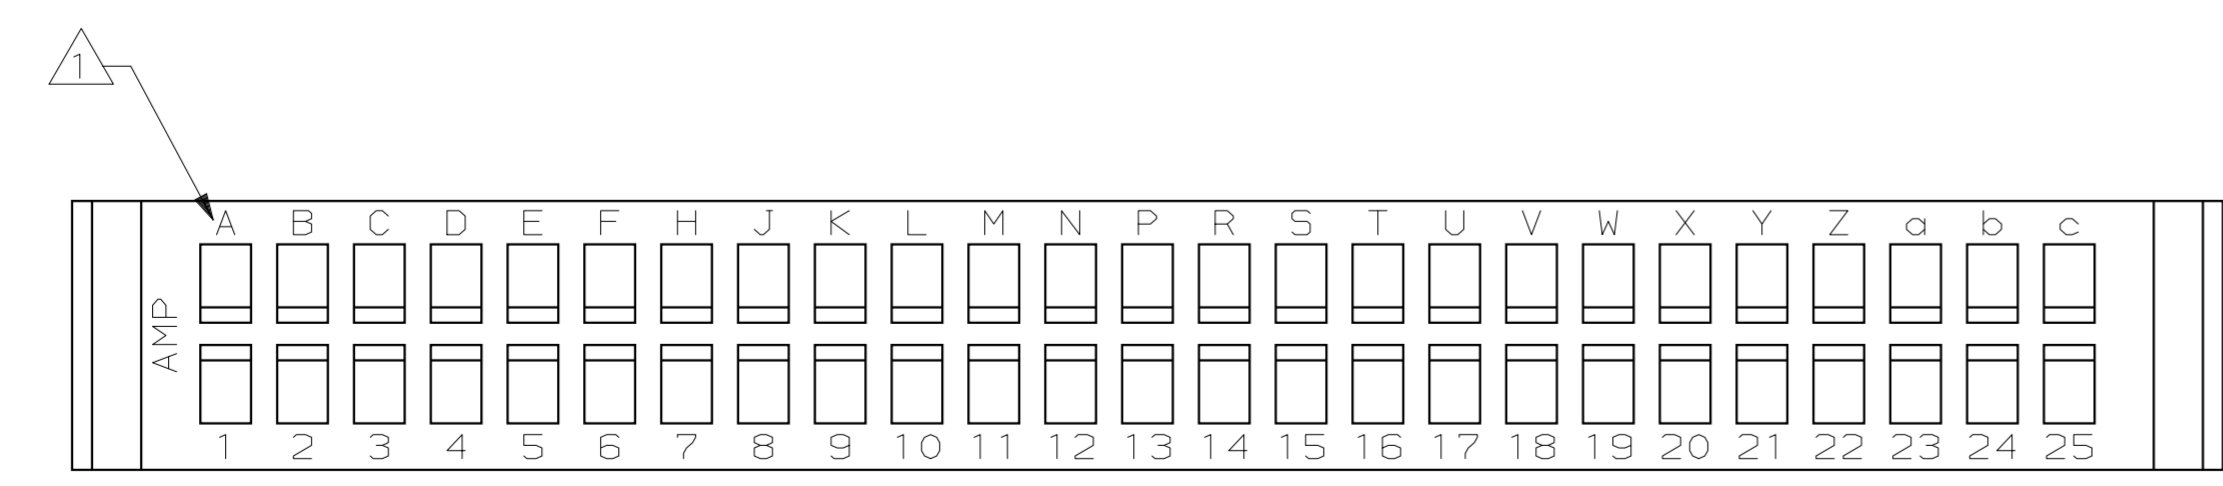 1
A B C D E F H J K L M N P R S T U V W X Y Z a b c
AMP
1 2 3 4 5 6 7 8 9 10 11 12 13 14 15 16 17 18 19 20 21 22 23 24 25